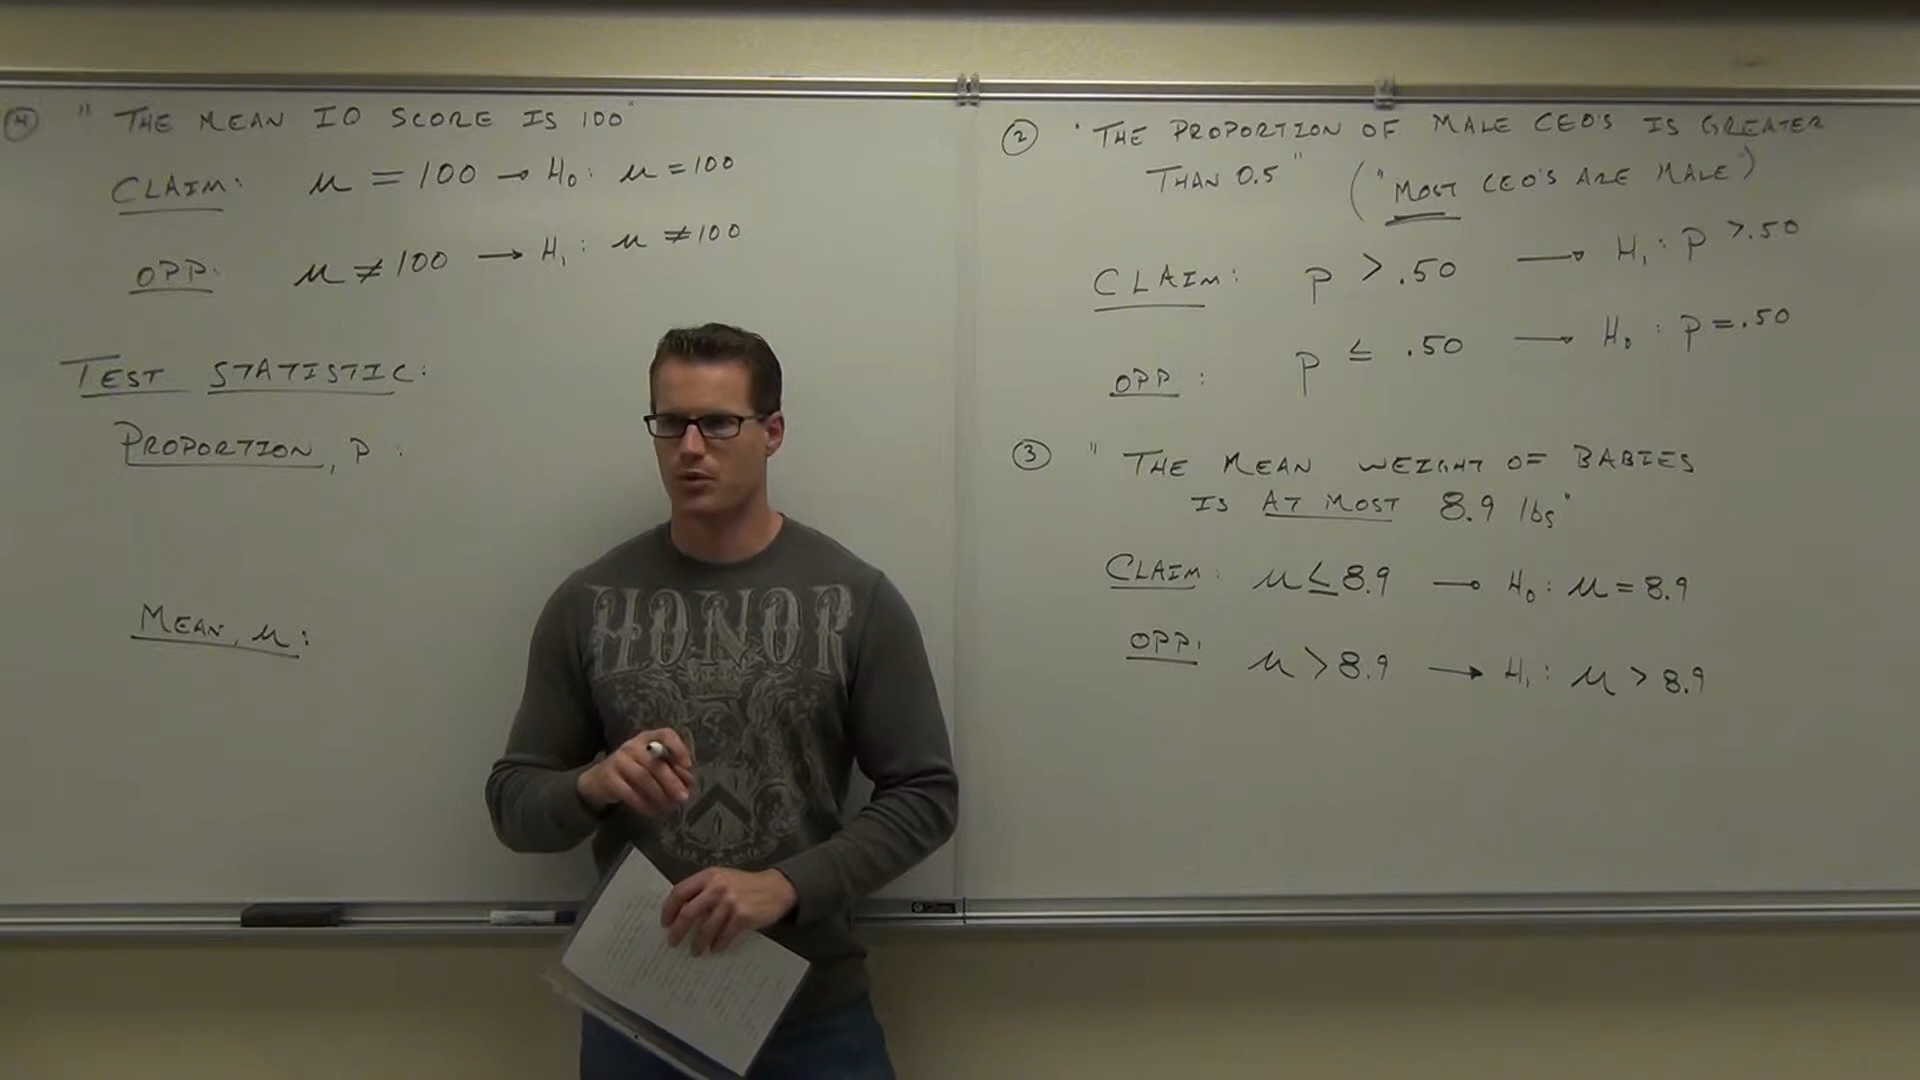 ④ "THE MEAN IQ SCORE IS 100"
CLAIM: μ = 100 → H₀: μ = 100
OPP: μ ≠ 100 → H₁: μ ≠ 100
TEST STATISTIC:
PROPORTION, P :
MEAN, μ:
② "THE PROPORTION OF MALE CEO'S IS GREATER
THAN 0.5" ("MOST CEO'S ARE MALE")
CLAIM: p > .50 → H₁: p > .50
OPP: p ≤ .50 → H₀: p = .50
③ "THE MEAN WEIGHT OF BABIES
IS AT MOST 8.9 lbs"
CLAIM: μ ≤ 8.9 → H₀: μ = 8.9
OPP: μ > 8.9 → H₁: μ > 8.9
HONOR